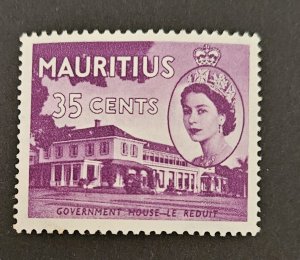 MAURITIUS
35 CENTS
GOVERNMENT HOUSE-LE REDUIT